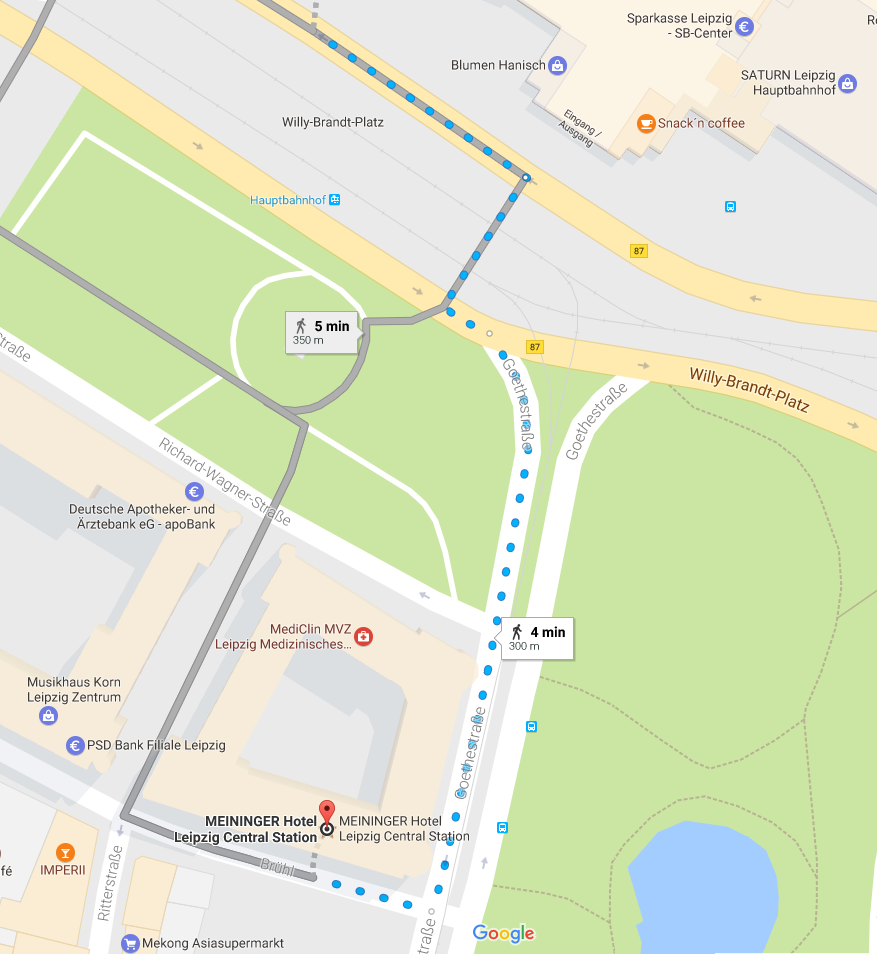 Sparkasse Leipzig
- SB-Center
Blumen Hanisch
SATURN Leipzig
Hauptbahnhof
Eingang /
Ausgang
Snack´n coffee
Willy-Brandt-Platz
Hauptbahnhof
87
5 min
350 m
87
Willy-Brandt-Platz
Goethestraße
Goethestraße
Richard-Wagner-Straße
Deutsche Apotheker- und
Ärztebank eG - apoBank
MediClin MVZ
Leipzig Medizinisches...
4 min
300 m
Musikhaus Korn
Leipzig Zentrum
PSD Bank Filiale Leipzig
Goethestraße
MEININGER Hotel
Leipzig Central Station
MEININGER Hotel
Leipzig Central Station
IMPERII
Brühl
Ritterstraße
Mekong Asiasupermarkt
Google